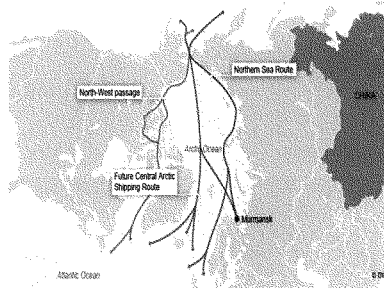 Northern Sea Route
CHINA
North-West passage
Arctic Ocean
Future Central Arctic
Shipping Route
Murmansk
Atlantic Ocean